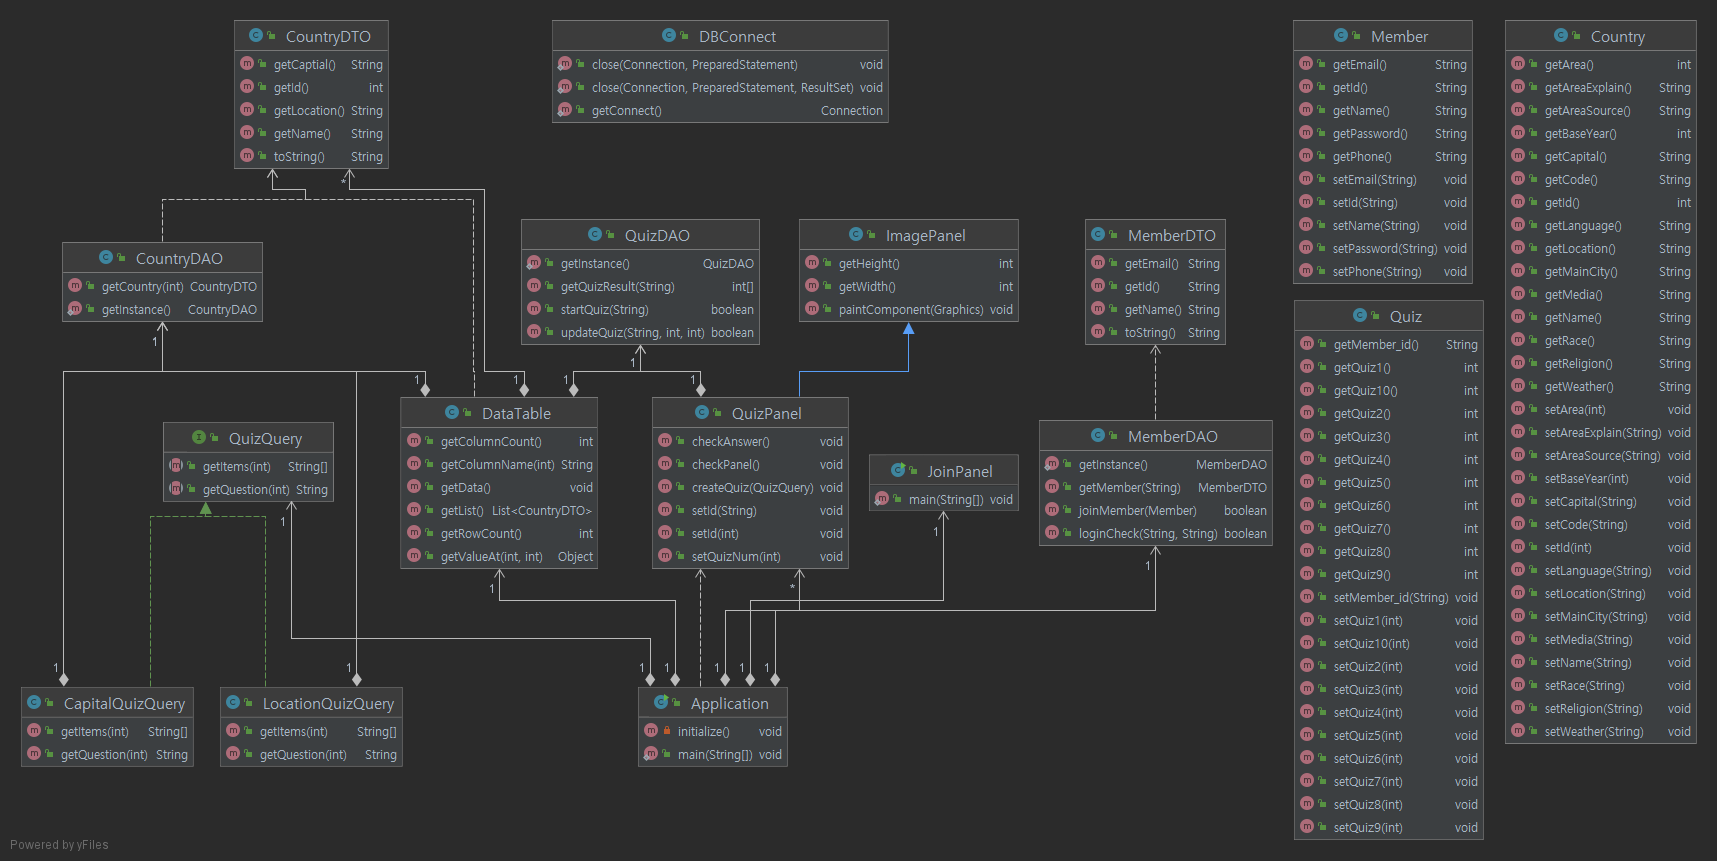 CountryDTO
getCaptial() String
getId() int
getLocation() String
getName() String
toString() String
DBConnect
close(Connection, PreparedStatement) void
close(Connection, PreparedStatement, ResultSet) void
getConnect() Connection
Member
getEmail() String
getId() String
getName() String
getPassword() String
getPhone() String
setEmail(String) void
setId(String) void
setName(String) void
setPassword(String) void
setPhone(String) void
Country
getArea() int
getAreaExplain() String
getAreaSource() String
getBaseYear() int
getCapital() String
getCode() String
getId() int
getLanguage() String
getLocation() String
getMainCity() String
getMedia() String
getName() String
getRace() String
getReligion() String
getWeather() String
setArea(int) void
setAreaExplain(String) void
setAreaSource(String) void
setBaseYear(int) void
setCapital(String) void
setCode(String) void
setId(int) void
setLanguage(String) void
setLocation(String) void
setMainCity(String) void
setMedia(String) void
setName(String) void
setRace(String) void
setReligion(String) void
setWeather(String) void
*
CountryDAO
getCountry(int) CountryDTO
getInstance() CountryDAO
1
QuizDAO
getInstance() QuizDAO
getQuizResult(String) int[]
startQuiz(String) boolean
updateQuiz(String, int, int) boolean
1
ImagePanel
getHeight() int
getWidth() int
paintComponent(Graphics) void
MemberDTO
getEmail() String
getId() String
getName() String
toString() String
Quiz
getMember_id() String
getQuiz1() int
getQuiz10() int
getQuiz2() int
getQuiz3() int
getQuiz4() int
getQuiz5() int
getQuiz6() int
getQuiz7() int
getQuiz8() int
getQuiz9() int
setMember_id(String) void
setQuiz1(int) void
setQuiz10(int) void
setQuiz2(int) void
setQuiz3(int) void
setQuiz4(int) void
setQuiz5(int) void
setQuiz6(int) void
setQuiz7(int) void
setQuiz8(int) void
setQuiz9(int) void
1 1 1 1
QuizQuery
getItems(int) String[]
getQuestion(int) String
1
DataTable
getColumnCount() int
getColumnName(int) String
getData() void
getList() List<CountryDTO>
getRowCount() int
getValueAt(int, int) Object
1
QuizPanel
checkAnswer() void
checkPanel() void
createQuiz(QuizQuery) void
setId(String) void
setId(int) void
setQuizNum(int) void
*
JoinPanel
main(String[]) void
1
MemberDAO
getInstance() MemberDAO
getMember(String) MemberDTO
joinMember(Member) boolean
loginCheck(String, String) boolean
1
1 1 1 1 1 1 1
CapitalQuizQuery
getItems(int) String[]
getQuestion(int) String
LocationQuizQuery
getItems(int) String[]
getQuestion(int) String
Application
initialize() void
main(String[]) void
Powered by yFiles